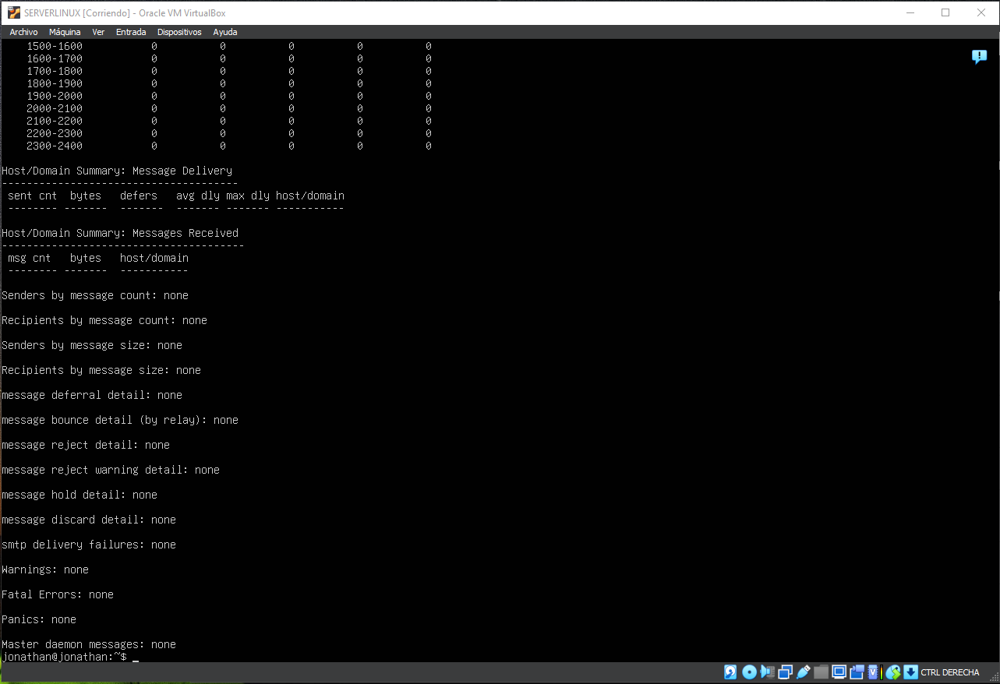 SERVERLINUX [Corriendo] - Oracle VM VirtualBox
Archivo Máquina Ver Entrada Dispositivos Ayuda
1500-1600 0 0 0 0 0
1600-1700 0 0 0 0 0
1700-1800 0 0 0 0 0
1800-1900 0 0 0 0 0
1900-2000 0 0 0 0 0
2000-2100 0 0 0 0 0
2100-2200 0 0 0 0 0
2200-2300 0 0 0 0 0
2300-2400 0 0 0 0 0
Host/Domain Summary: Message Delivery
--------------------------------------
sent cnt bytes defers avg dly max dly host/domain
-------- ------- ------- ------- ------- -----------
Host/Domain Summary: Messages Received
---------------------------------------
msg cnt bytes host/domain
-------- ------- -----------
Senders by message count: none
Recipients by message count: none
Senders by message size: none
Recipients by message size: none
message deferral detail: none
message bounce detail (by relay): none
message reject detail: none
message reject warning detail: none
message hold detail: none
message discard detail: none
smtp delivery failures: none
Warnings: none
Fatal Errors: none
Panics: none
Master daemon messages: none
jonathan@jonathan:~$ _
CTRL DERECHA